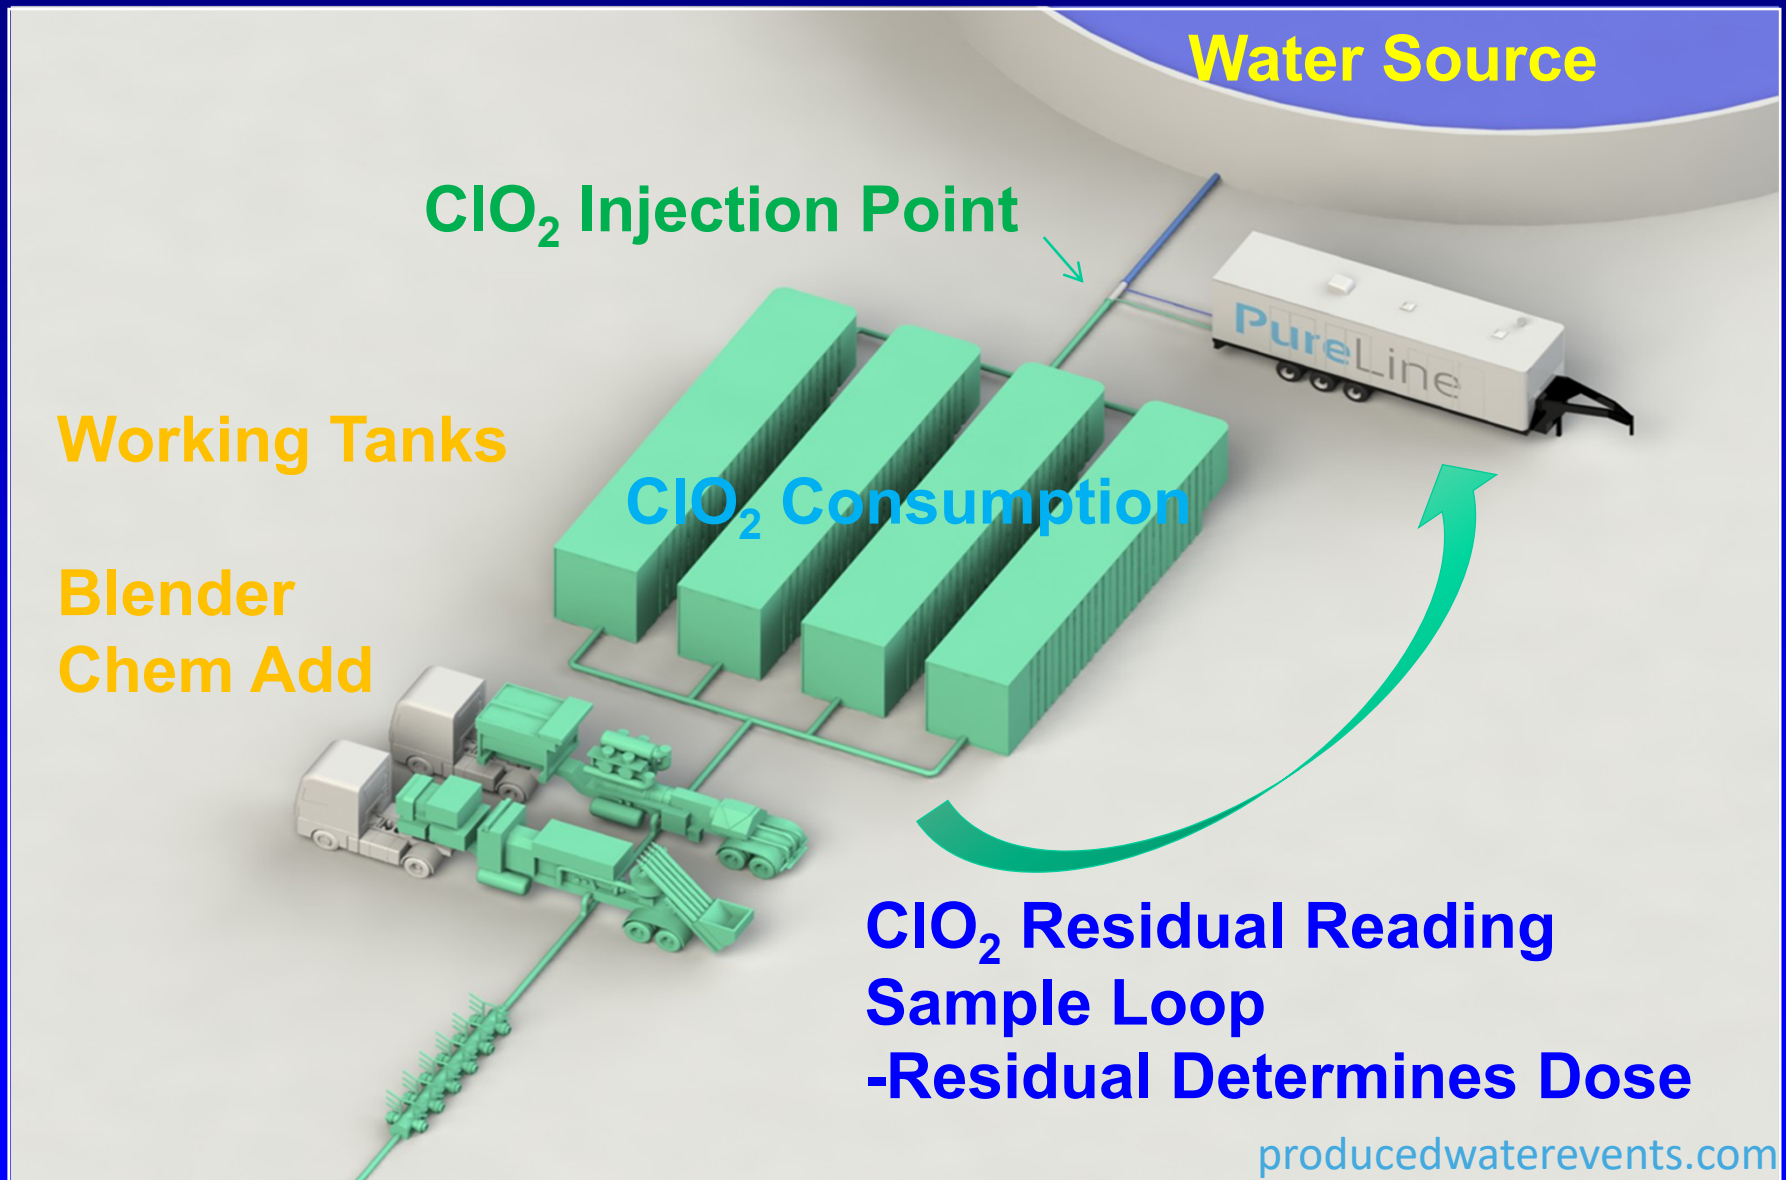 Water Source
ClO₂ Injection Point
PureLine
Working Tanks
ClO₂ Consumption
Blender
Chem Add
ClO₂ Residual Reading
Sample Loop
-Residual Determines Dose
producedwaterevents.com